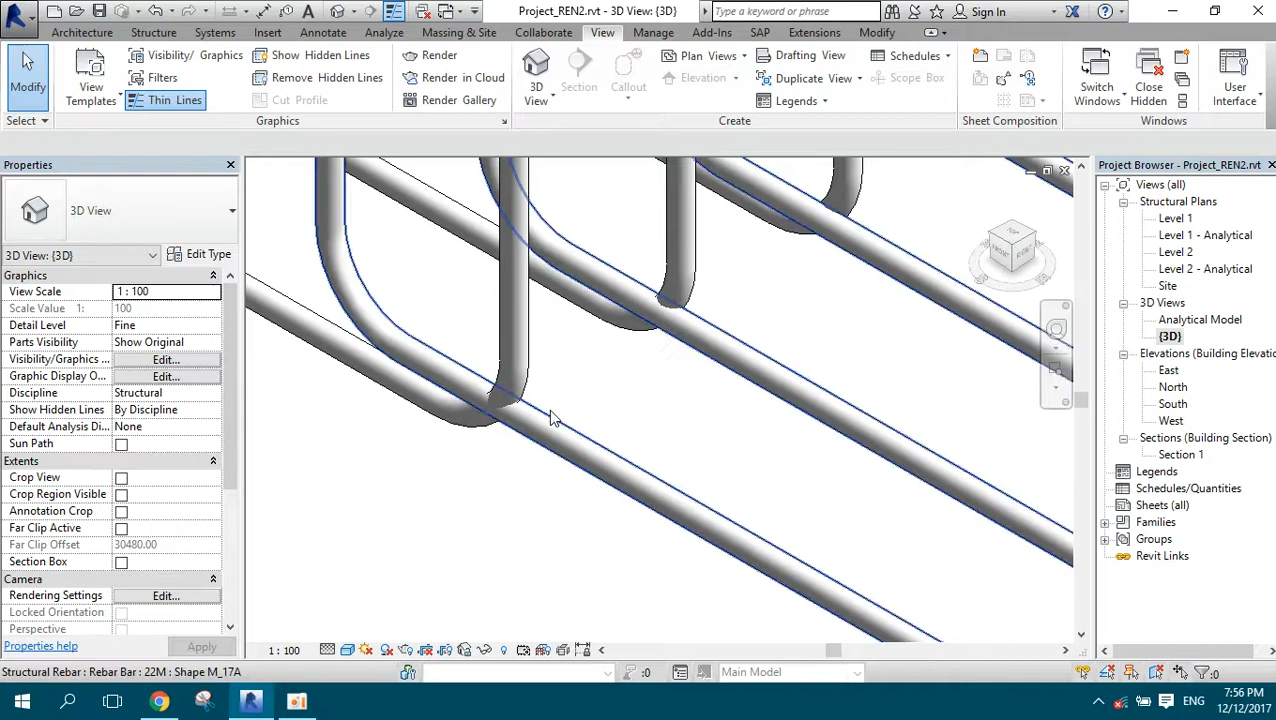 Project_REN2.rvt - 3D View: {3D}
Type a keyword or phrase
Sign In
Architecture
Structure
Systems
Insert
Annotate
Analyze
Massing & Site
Collaborate
View
Manage
Add-Ins
SAP
Extensions
Modify
Modify
Select
View
Templates
Visibility/ Graphics
Filters
Thin Lines
Show Hidden Lines
Remove Hidden Lines
Cut Profile
Render
Render in Cloud
Render Gallery
Graphics
3D
View
Section
Callout
Plan Views
Elevation
Drafting View
Duplicate View
Legends
Schedules
Scope Box
Create
Sheet Composition
Switch
Windows
Close
Hidden
User
Interface
Windows
Properties
3D View
3D View: {3D}
Edit Type
Graphics
View Scale 1 : 100
Scale Value 1: 100
Detail Level Fine
Parts Visibility Show Original
Visibility/Graphics ... Edit...
Graphic Display O... Edit...
Discipline Structural
Show Hidden Lines By Discipline
Default Analysis Di... None
Sun Path
Extents
Crop View
Crop Region Visible
Annotation Crop
Far Clip Active
Far Clip Offset 30480.00
Section Box
Camera
Rendering Settings Edit...
Locked Orientation
Perspective
Properties help
Apply
TOP
FRONT
RIGHT
Project Browser - Project_REN2.rvt
Views (all)
Structural Plans
Level 1
Level 1 - Analytical
Level 2
Level 2 - Analytical
Site
3D Views
Analytical Model
{3D}
Elevations (Building Elevatio
East
North
South
West
Sections (Building Section)
Section 1
Legends
Schedules/Quantities
Sheets (all)
Families
Groups
Revit Links
1 : 100
Structural Rebar : Rebar Bar : 22M : Shape M_17A
:0
Main Model
:0
ENG
7:56 PM
12/12/2017